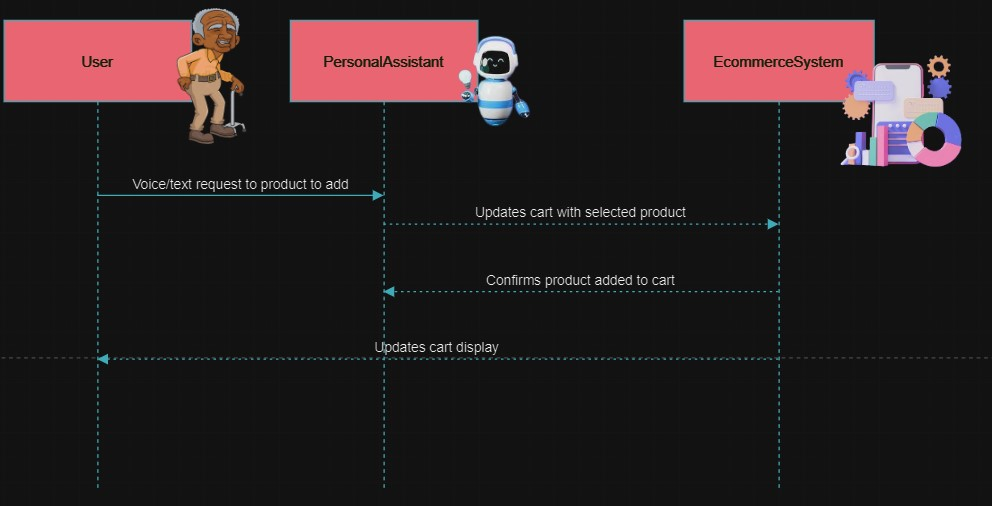 User
PersonalAssistant
EcommerceSystem
Voice/text request to product to add
Updates cart with selected product
Confirms product added to cart
Updates cart display